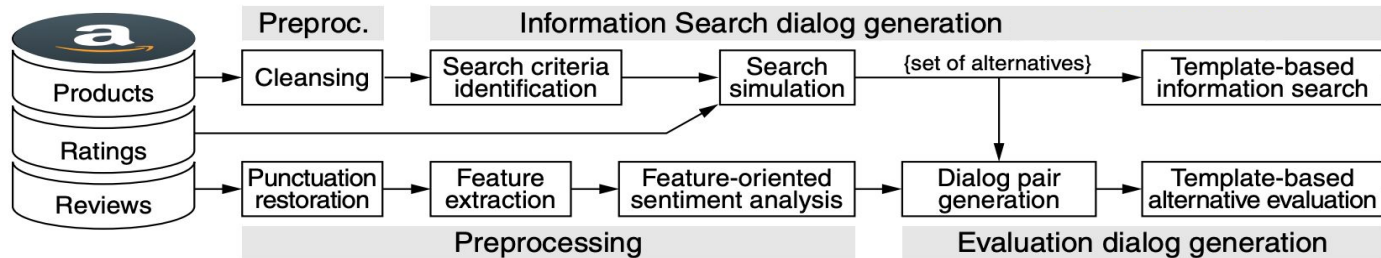 a
Products
Ratings
Reviews
Preproc.
Information Search dialog generation
Cleansing
Search criteria
identification
Search
simulation
{set of alternatives}
Template-based
information search
Punctuation
restoration
Feature
extraction
Feature-oriented
sentiment analysis
Dialog pair
generation
Template-based
alternative evaluation
Preprocessing
Evaluation dialog generation